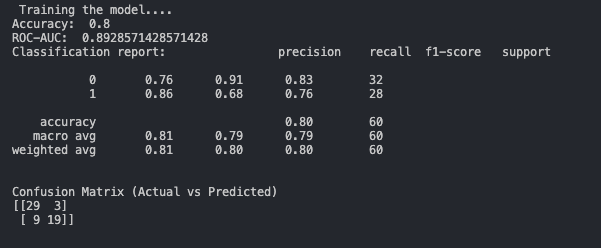 Training the model....
Accuracy:  0.8
ROC-AUC:  0.8928571428571428
Classification report:               precision    recall  f1-score   support

           0       0.76      0.91      0.83        32
           1       0.86      0.68      0.76        28

    accuracy                           0.80        60
   macro avg       0.81      0.79      0.79        60
weighted avg       0.81      0.80      0.80        60

Confusion Matrix (Actual vs Predicted)
[[29  3]
 [ 9 19]]